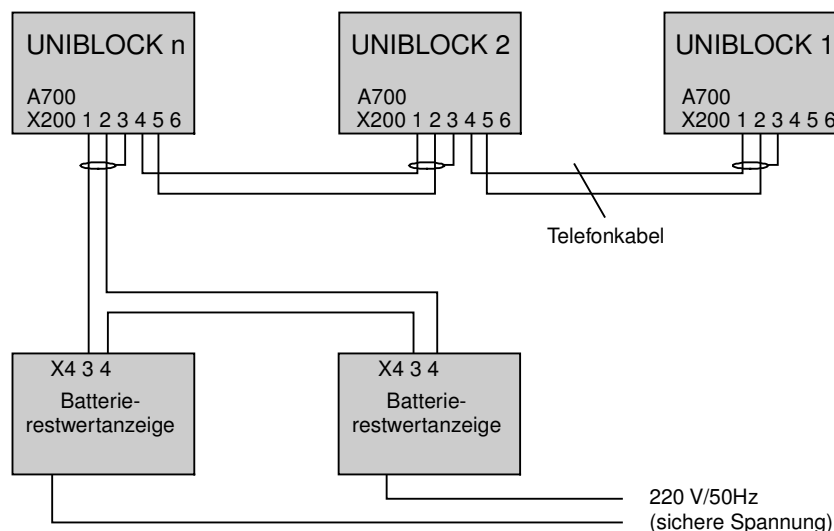 UNIBLOCK n
UNIBLOCK 2
UNIBLOCK 1
A700
A700
A700
X200 1 2 3 4 5 6
X200 1 2 3 4 5 6
X200 1 2 3 4 5 6
Telefonkabel
X4 3 4
X4 3 4
Batterie-
restwertanzeige
Batterie-
restwertanzeige
220 V/50Hz
(sichere Spannung)